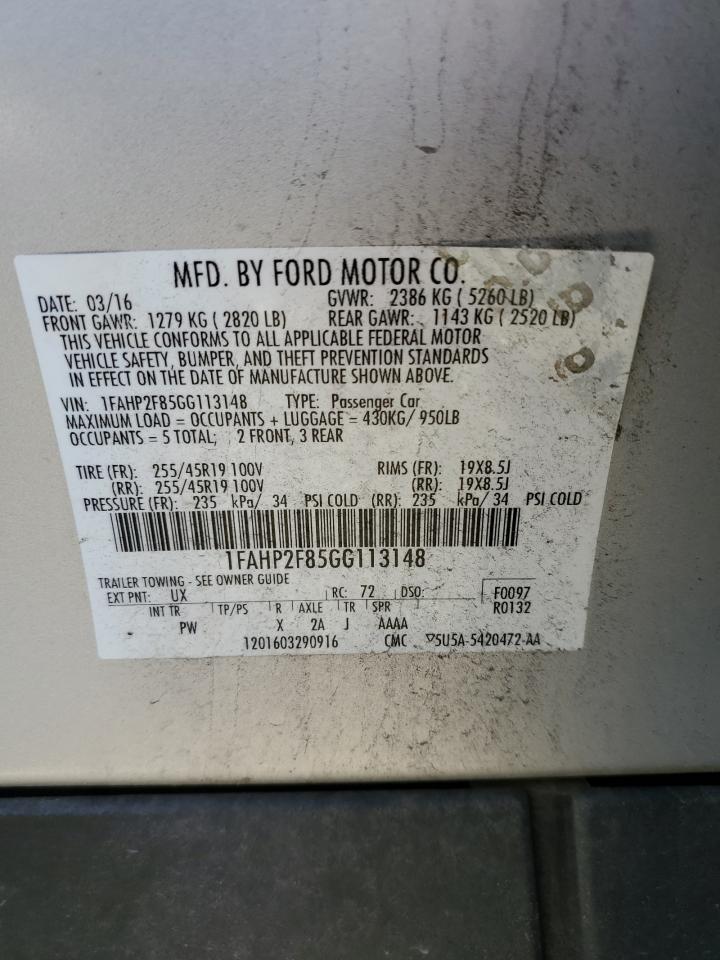 MFD. BY FORD MOTOR CO.
DATE: 03/16 GVWR: 2386 KG ( 5260 LB)
FRONT GAWR: 1279 KG ( 2820 LB) REAR GAWR: 1143 KG ( 2520 LB)
THIS VEHICLE CONFORMS TO ALL APPLICABLE FEDERAL MOTOR
VEHICLE SAFETY, BUMPER, AND THEFT PREVENTION STANDARDS
IN EFFECT ON THE DATE OF MANUFACTURE SHOWN ABOVE.
VIN: 1FAHP2F85GG113148 TYPE: Passenger Car
MAXIMUM LOAD = OCCUPANTS + LUGGAGE = 430KG/ 950LB
OCCUPANTS = 5 TOTAL; 2 FRONT, 3 REAR
TIRE (FR): 255/45R19 100V RIMS (FR): 19X8.5J
(RR): 255/45R19 100V (RR): 19X8.5J
PRESSURE (FR): 235 kPa/ 34 PSI COLD (RR): 235 kPa/ 34 PSI COLD
1FAHP2F85GG113148
TRAILER TOWING - SEE OWNER GUIDE
EXT PNT: UX RC: 72 DSO: F0097
INT TR TP/PS R AXLE TR SPR R0132
PW X 2A J AAAA
1201603290916 CMC ▽5U5A-5420472-AA